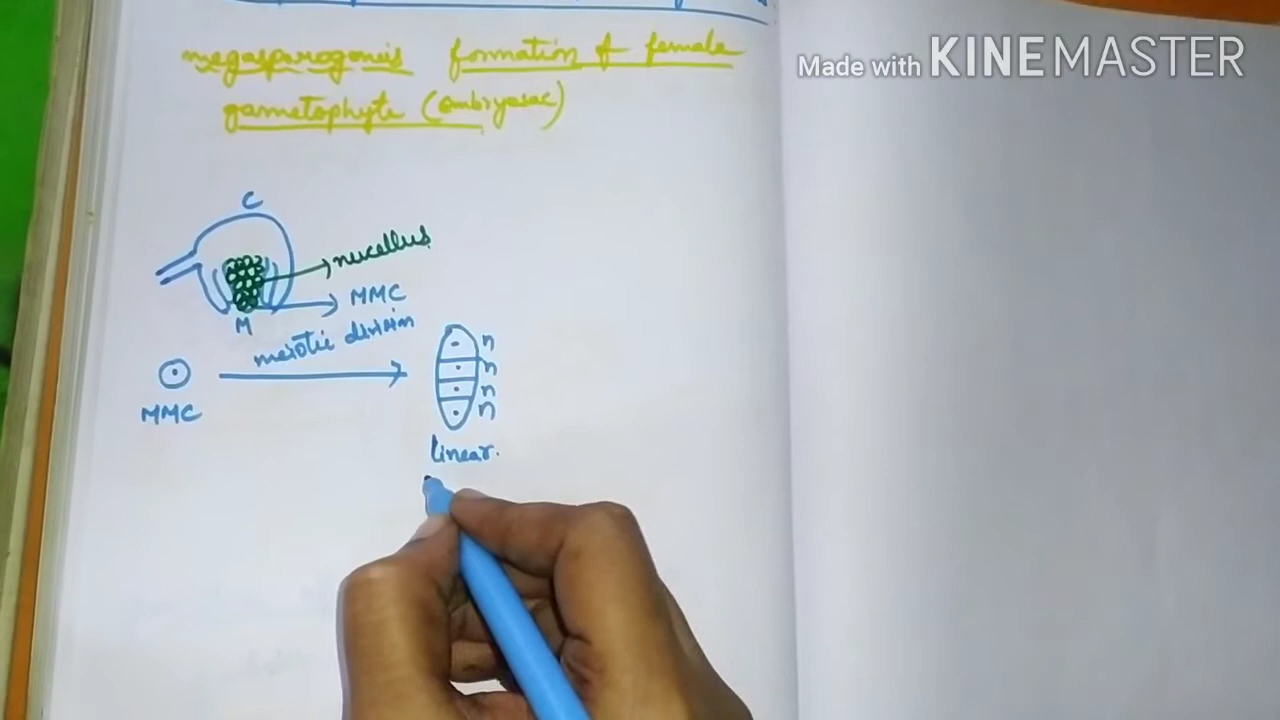 megasporogenesis formation of female
gametophyte (embryosac)
Made with KINEMASTER
C
nucellus
MMC
M
meiotic division
n
n
n
n
MMC
Linear.